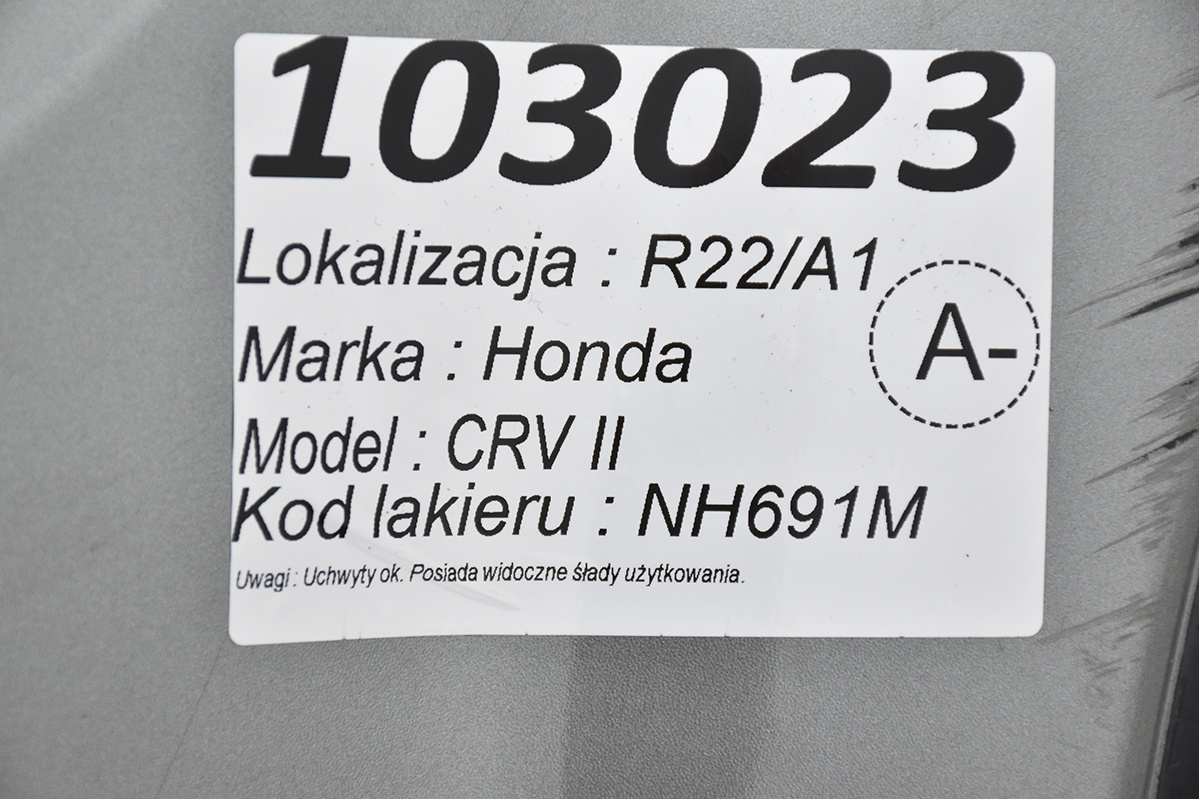 103023
Lokalizacja : R22/A1
A-
Marka : Honda
Model : CRV II
Kod lakieru : NH691M
Uwagi : Uchwyty ok. Posiada widoczne ślady użytkowania.